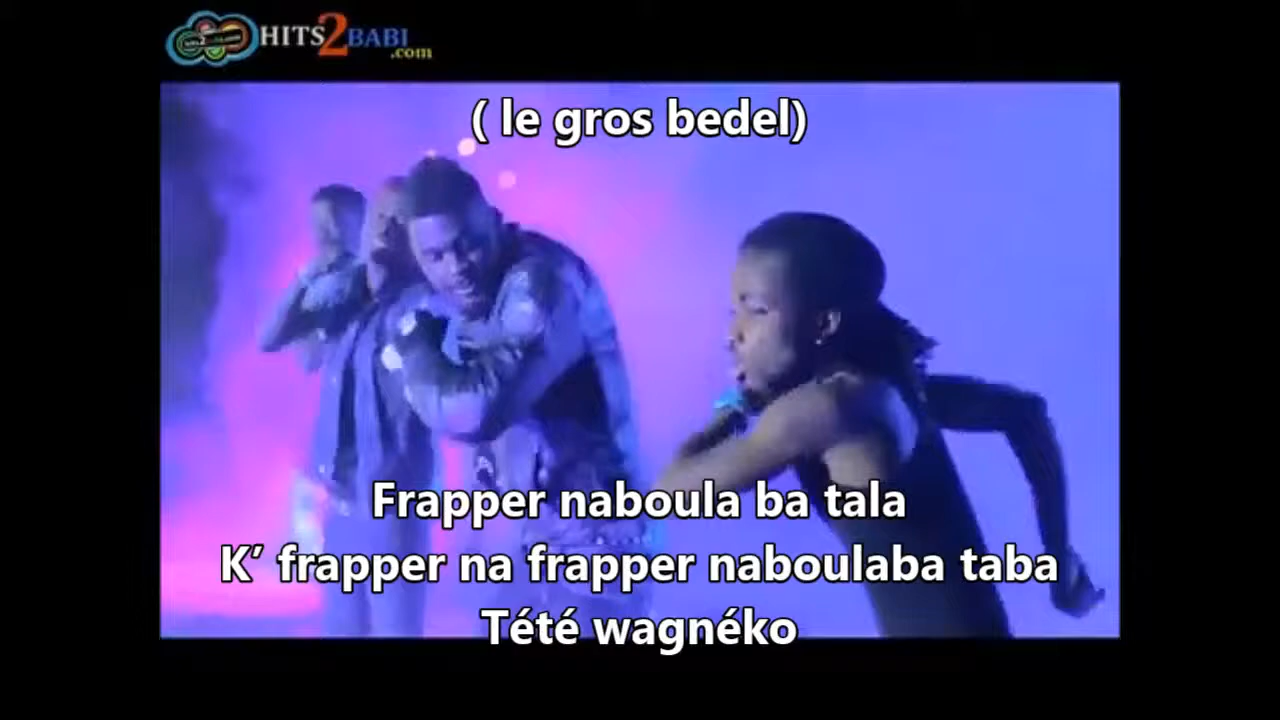 HITS2BABI
.com
( le gros bedel)
Frapper naboula ba tala
K’ frapper na frapper naboulaba taba
Tété wagnéko